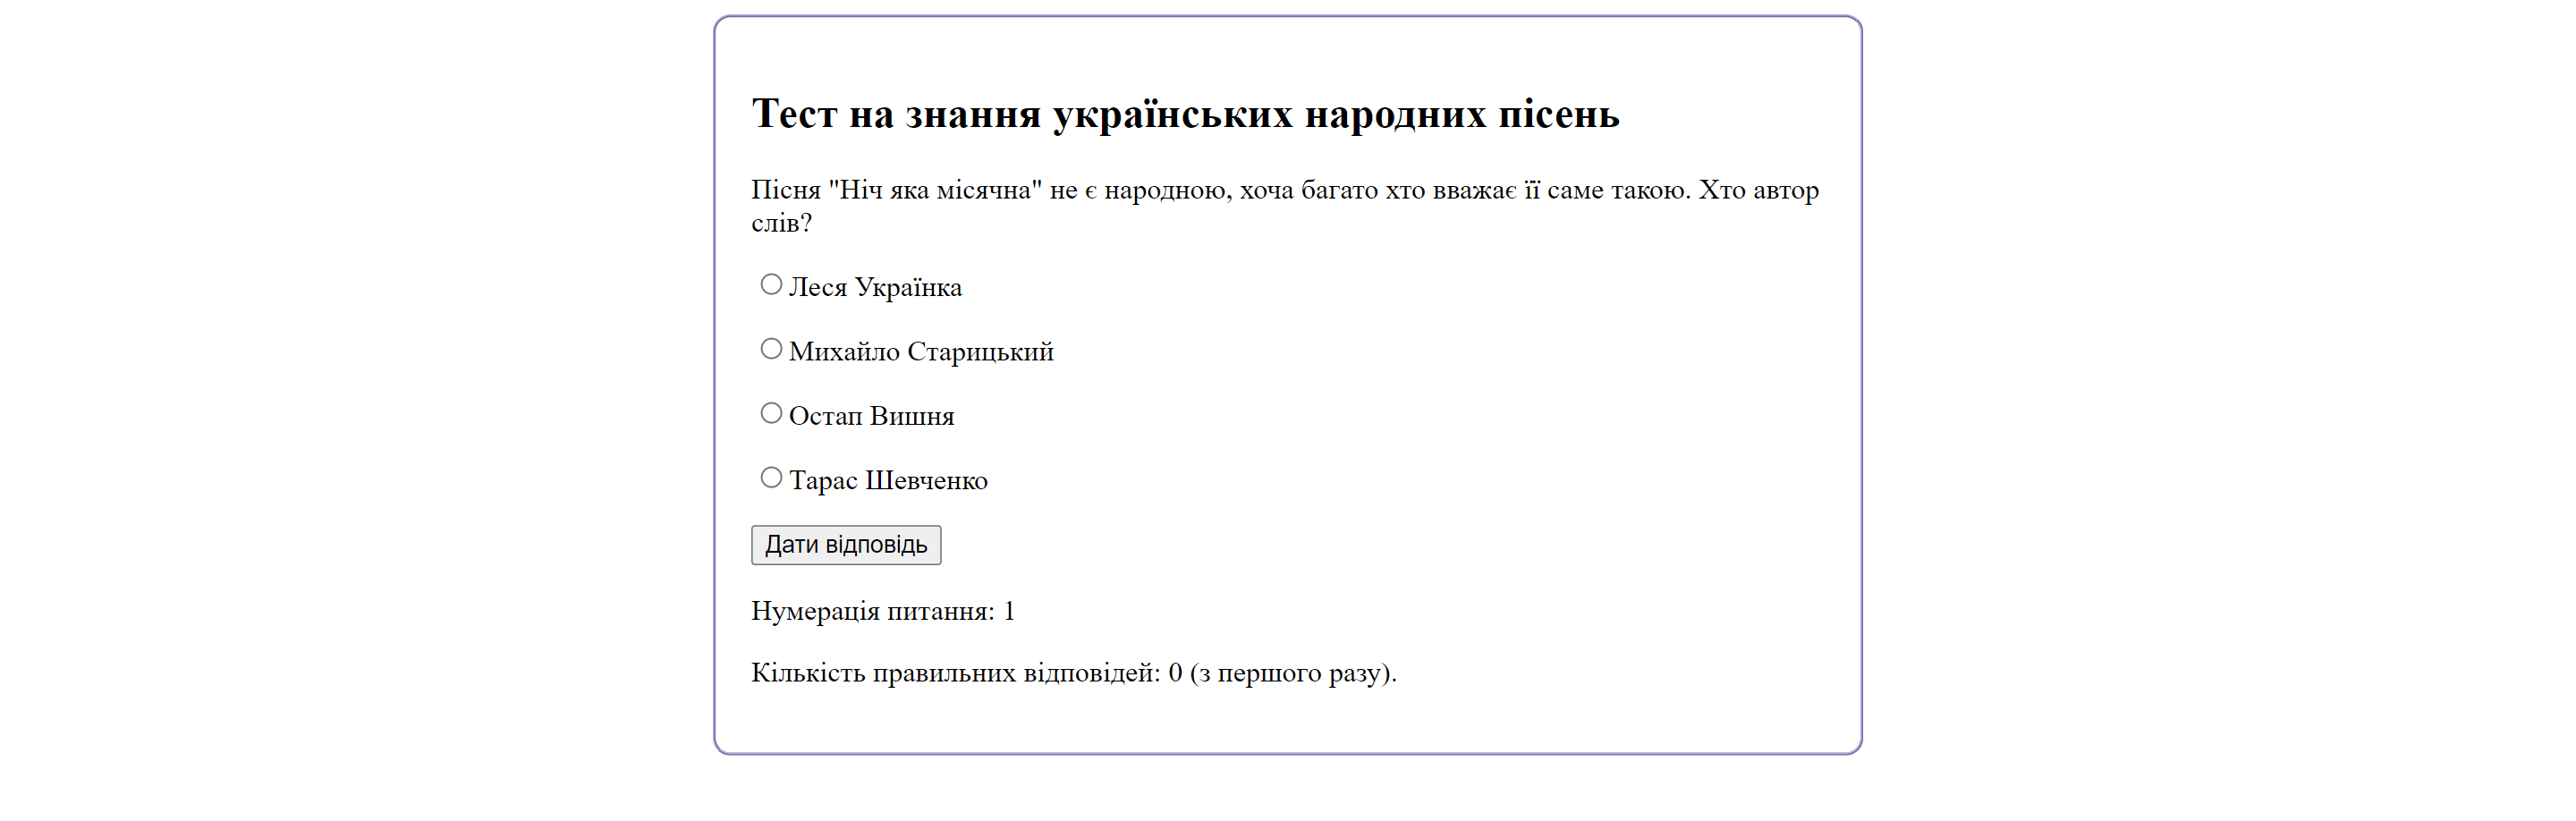 Тест на знання українських народних пісень
Пісня "Ніч яка місячна" не є народною, хоча багато хто вважає її саме такою. Хто автор
слів?
Леся Українка
Михайло Старицький
Остап Вишня
Тарас Шевченко
Дати відповідь
Нумерація питання: 1
Кількість правильних відповідей: 0 (з першого разу).